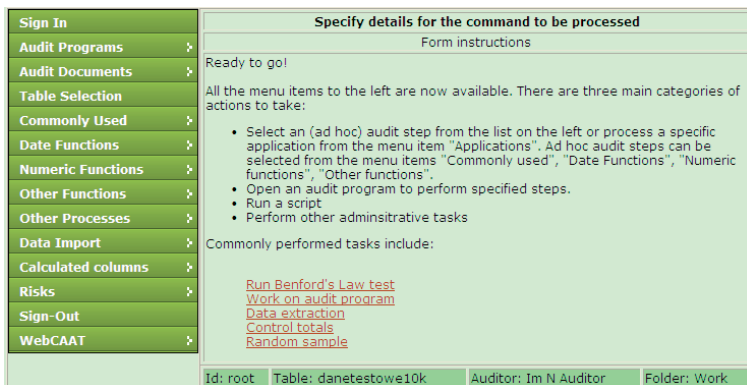 Sign In
Audit Programs
Audit Documents
Table Selection
Commonly Used
Date Functions
Numeric Functions
Other Functions
Other Processes
Data Import
Calculated columns
Risks
Sign-Out
WebCAAT
Specify details for the command to be processed
Form instructions
Ready to go!
All the menu items to the left are now available. There are three main categories of
actions to take:
• Select an (ad hoc) audit step from the list on the left or process a specific
application from the menu item "Applications". Ad hoc audit steps can be
selected from the menu items "Commonly used", "Date Functions", "Numeric
functions", "Other functions".
• Open an audit program to perform specified steps.
• Run a script
• Perform other adminsitrative tasks
Commonly performed tasks include:
Run Benford's Law test
Work on audit program
Data extraction
Control totals
Random sample
Id: root Table: danetestowe10k Auditor: Im N Auditor Folder: Work